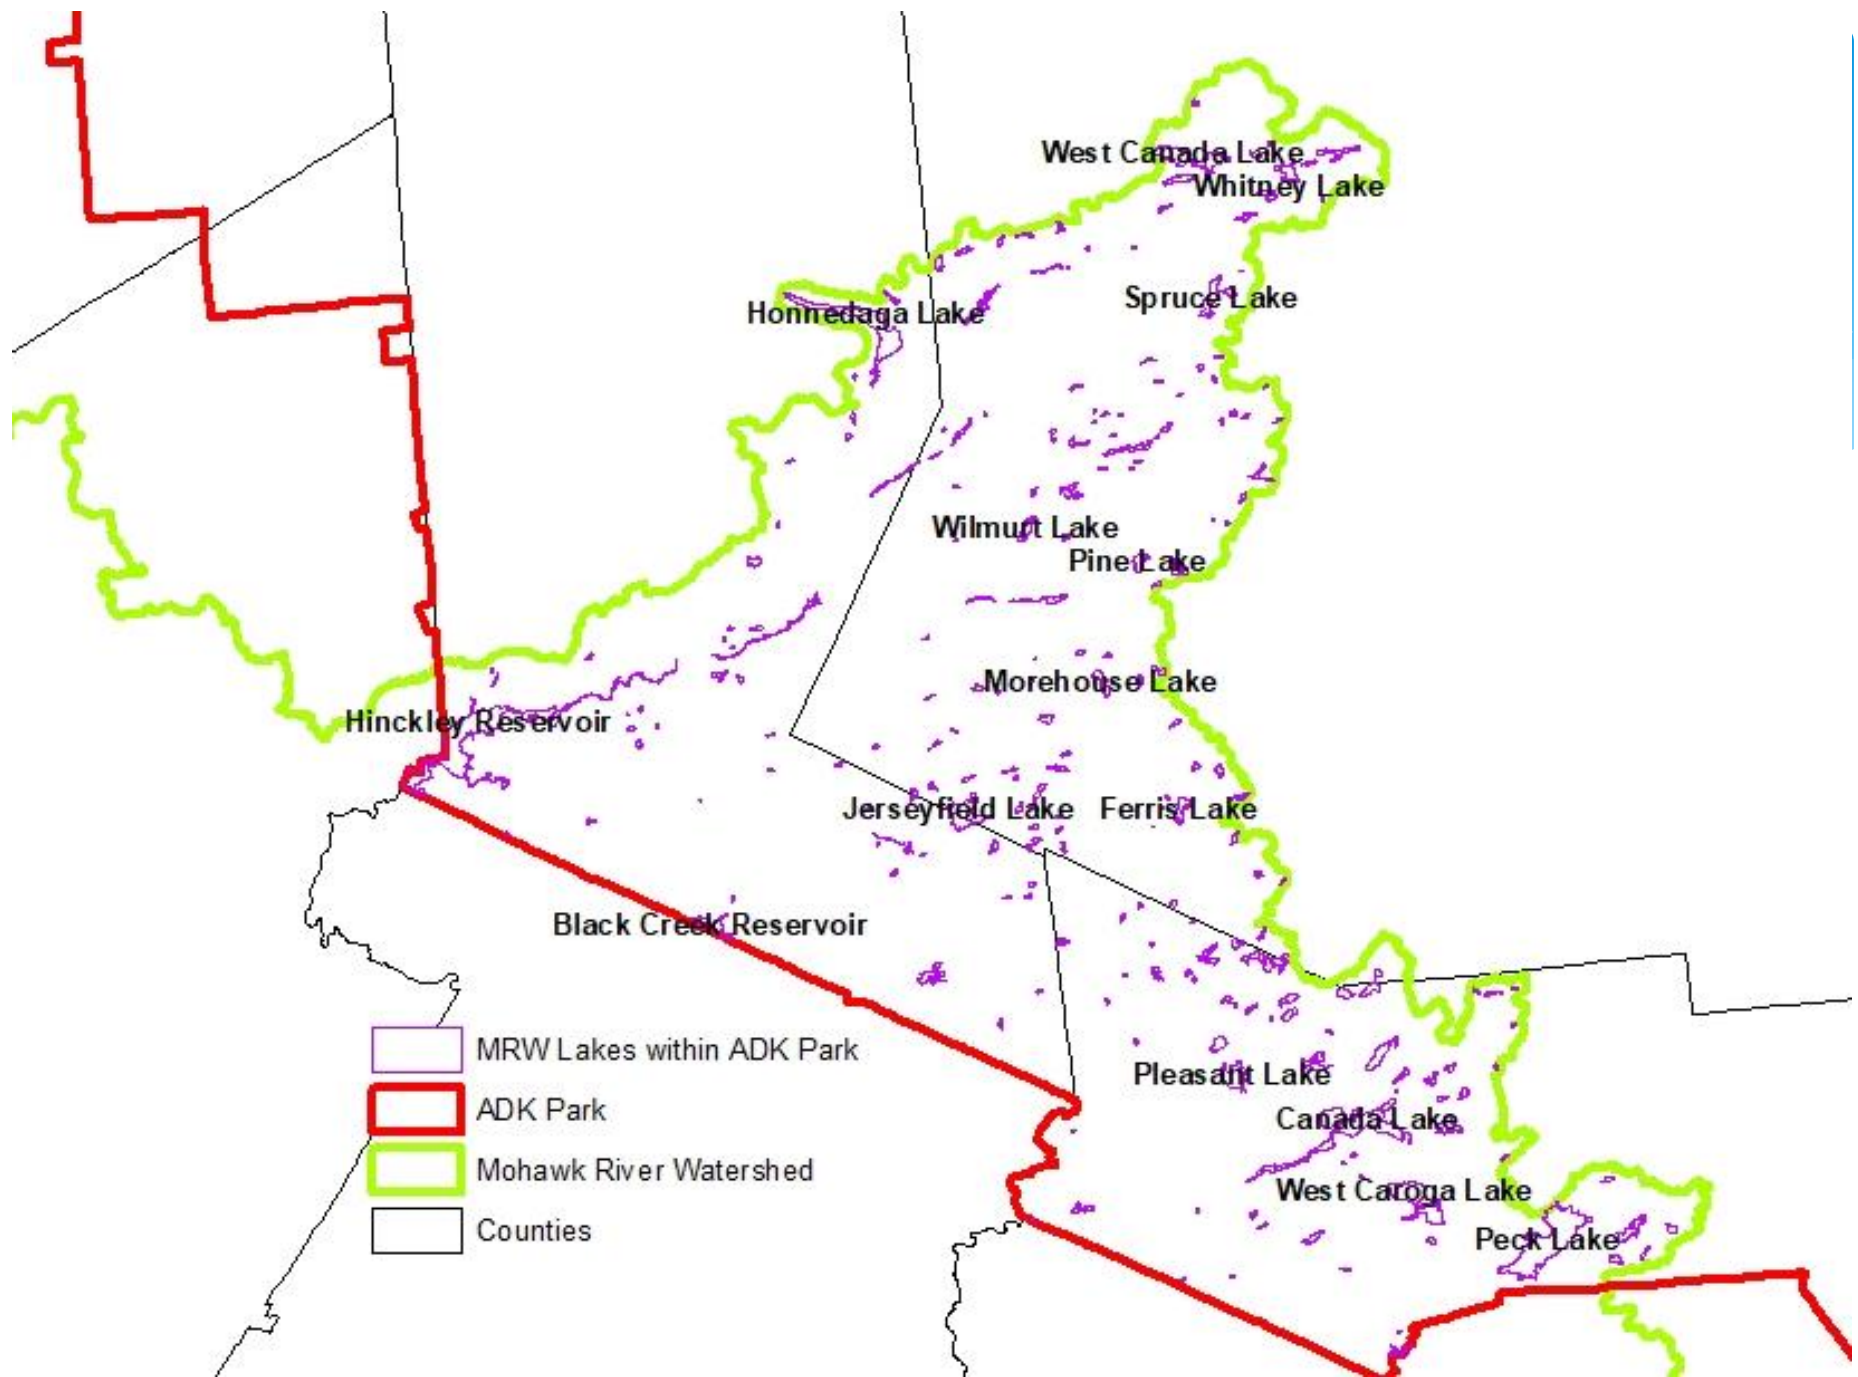 West Canada Lake
Whitney Lake
Spruce Lake
Honnedaga Lake
Wilmurt Lake
Pine Lake
Morehouse Lake
Hinckley Reservoir
Jerseyfield Lake
Ferris Lake
Black Creek Reservoir
MRW Lakes within ADK Park
Pleasant Lake
ADK Park
Canada Lake
Mohawk River Watershed
West Caroga Lake
Counties
Peck Lake